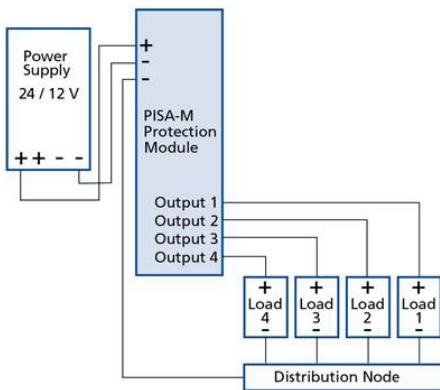 Power
Supply
24 / 12 V
+ + - -
+
-
-
PISA-M
Protection
Module
Output 1
Output 2
Output 3
Output 4
+ + + +
Load Load Load Load
4 3 2 1
- - - -
Distribution Node